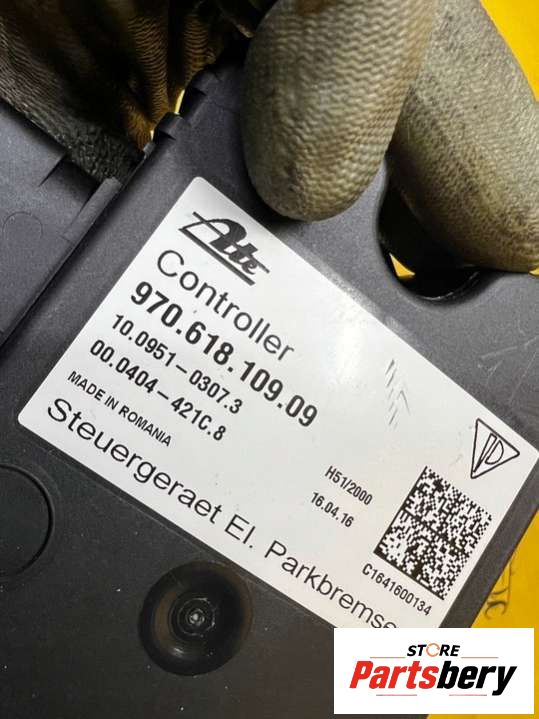 Ate
Controller
970.618.109.09
10.0951-0307.3
00.0404-421C.8
MADE IN ROMANIA
H51/2000
16.04.16
C1641600134
Steuergeraet El. Parkbremse
STORE
Partsbery